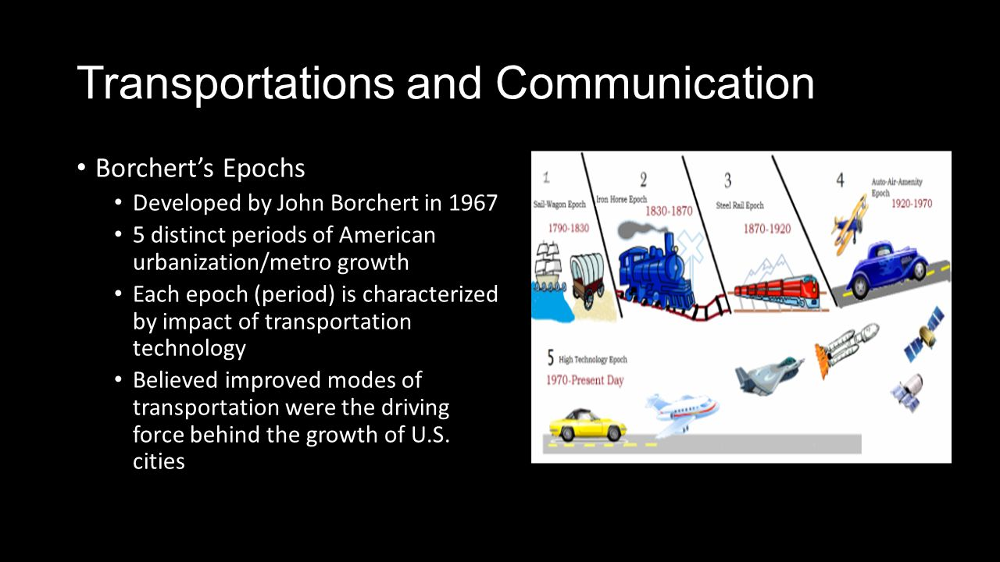 Transportations and Communication
• Borchert’s Epochs
• Developed by John Borchert in 1967
• 5 distinct periods of American
urbanization/metro growth
• Each epoch (period) is characterized
by impact of transportation
technology
• Believed improved modes of
transportation were the driving
force behind the growth of U.S.
cities
1
Sail-Wagon Epoch
1790-1830
2
Iron Horse Epoch
1830-1870
3
Steel Rail Epoch
1870-1920
4
Auto-Air-Amenity
Epoch
1920-1970
5 High Technology Epoch
1970-Present Day